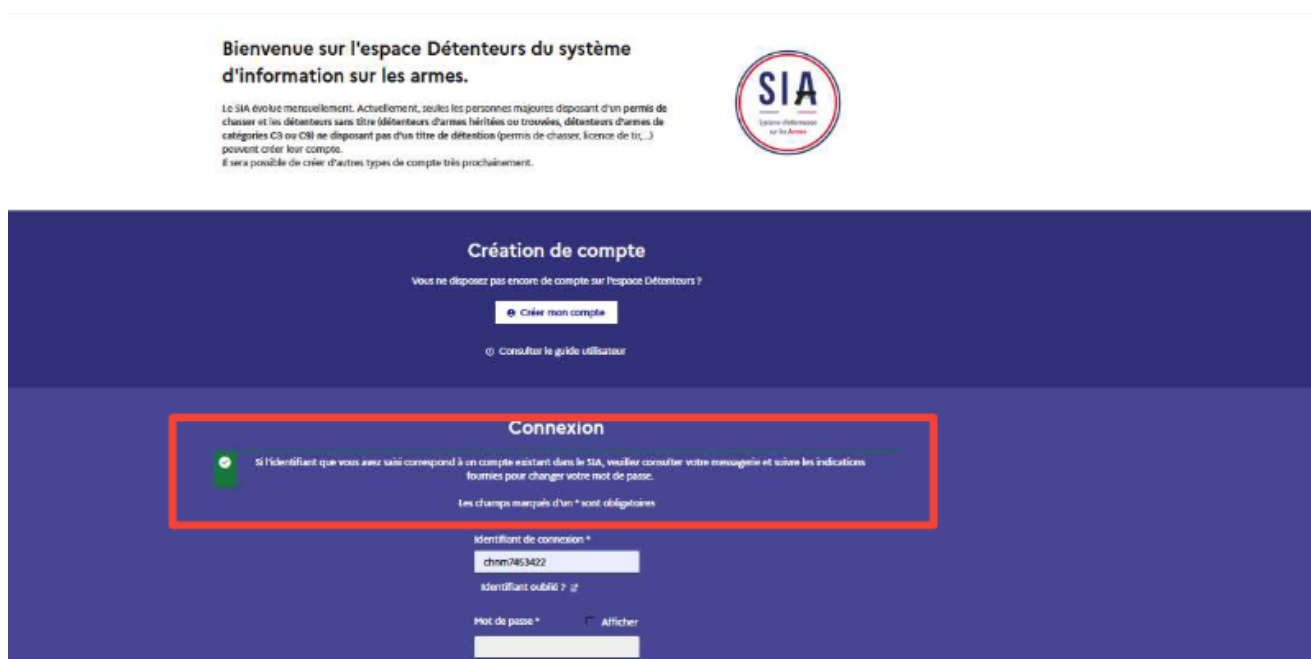 Bienvenue sur l'espace Détenteurs du système
d'information sur les armes.
SIA
Système d'information
sur les Armes
Le SIA évolue mensuellement. Actuellement, seules les personnes majeures disposant d'un permis de
chasser et les détenteurs sans titre (détenteurs d'armes héritées ou trouvées, détenteurs d'armes de
catégories C3 ou C9) ne disposant pas d'un titre de détention (permis de chasser, licence de tir,...)
peuvent créer leur compte.
Il sera possible de créer d'autres types de compte très prochainement.
Création de compte
Vous ne disposez pas encore de compte sur l'espace Détenteurs ?
Créer mon compte
Consulter le guide utilisateur
Connexion
Si l'identifiant que vous avez saisi correspond à un compte existant dans le SIA, veuillez consulter votre messagerie et suivre les indications
fournies pour changer votre mot de passe.
Les champs marqués d'un * sont obligatoires
Identifiant de connexion *
chnm7453422
Identifiant oublié ?
Mot de passe *
Afficher